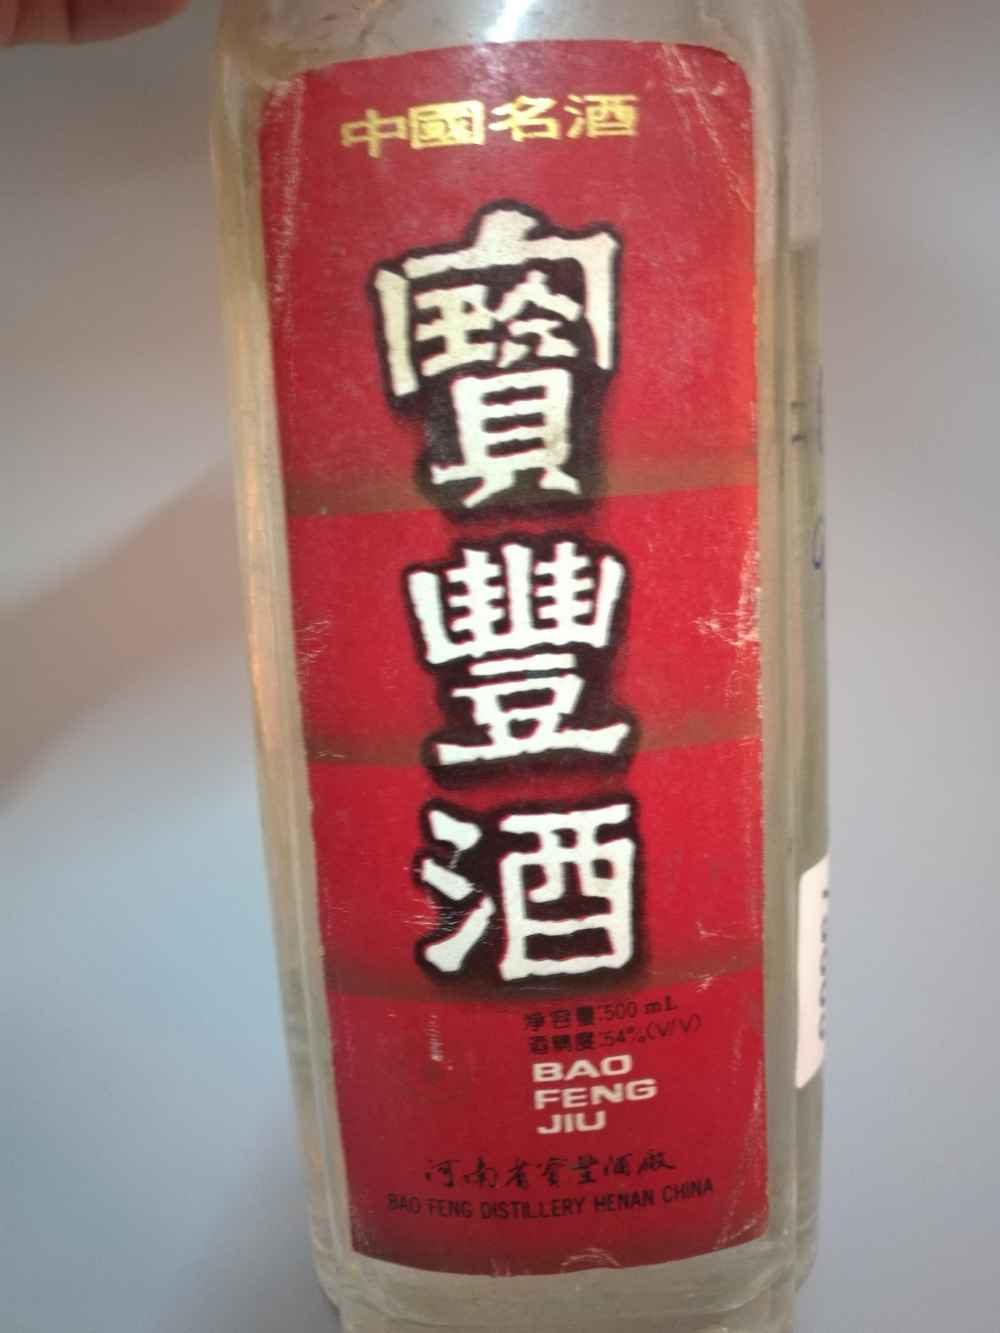 中國名酒
寶豐酒
净容量:500 mL
酒精度:54%(V/V)
BAO
FENG
JIU
河南省寶豐酒廠
BAO FENG DISTILLERY HENAN CHINA